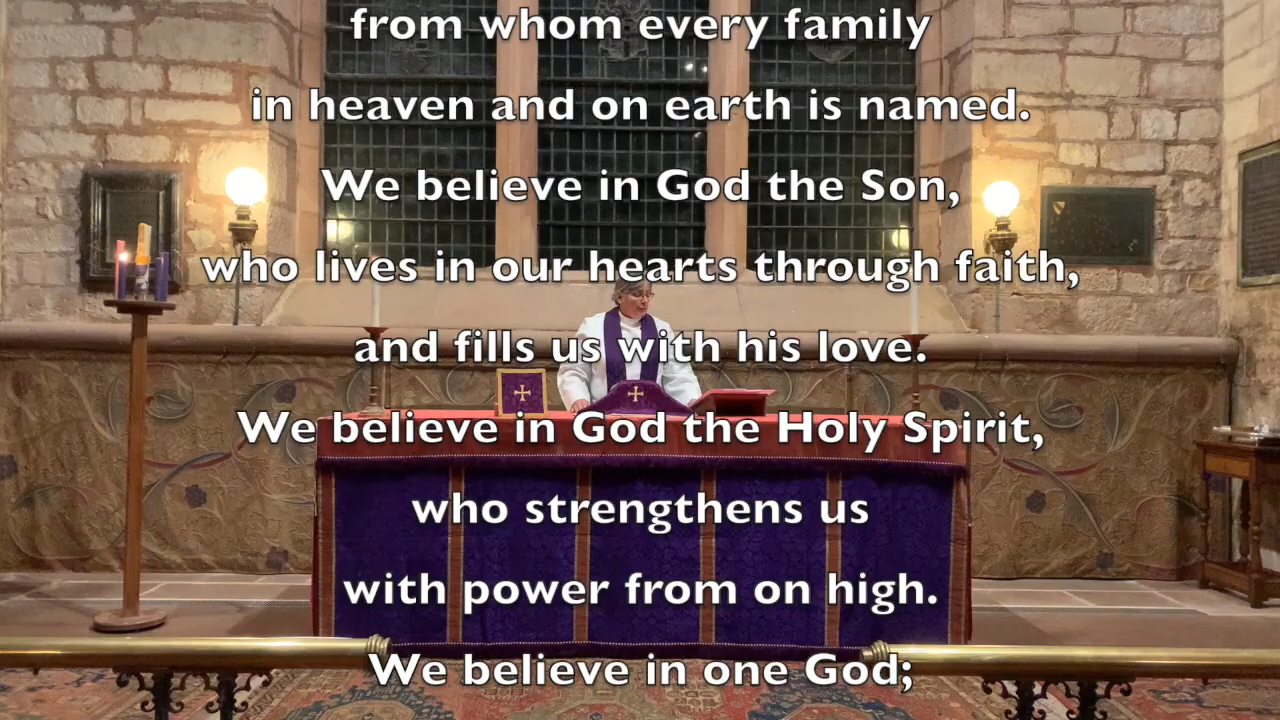 from whom every family
in heaven and on earth is named.
We believe in God the Son,
who lives in our hearts through faith,
and fills us with his love.
We believe in God the Holy Spirit,
who strengthens us
with power from on high.
We believe in one God;